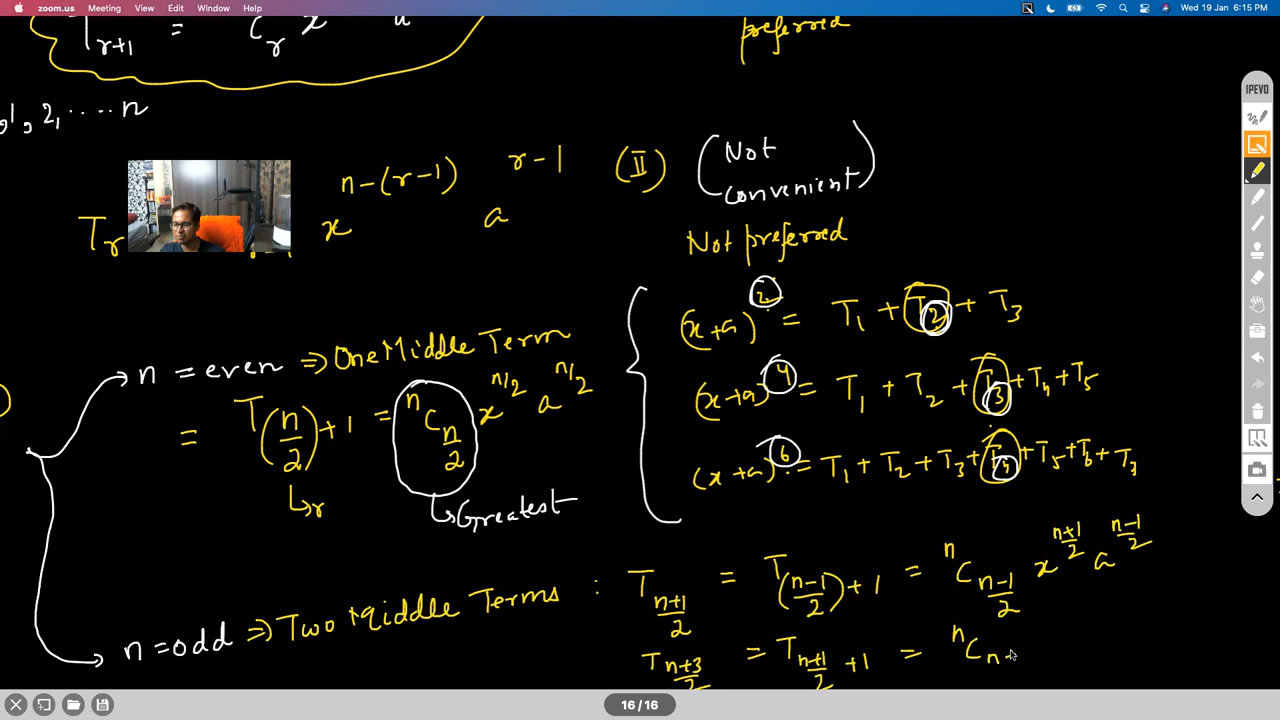 zoom.us Meeting View Edit Window Help Wed 19 Jan 6:15 PM
T_{r+1} = C_r x a
preferred
1, 2, ..... n
IPEVO
T_r x^{n-(r-1)} a^{r-1} (II) (Not convenient)
Not preferred
(x+a)^2 = T_1 + T_2 + T_3
n = even ⇒ One Middle Term
(x+a)^4 = T_1 + T_2 + T_3 + T_4 + T_5
= T_{(n/2)+1} = ^nC_{n/2} x^{n/2} a^{n/2}
(x+a)^6 = T_1 + T_2 + T_3 + T_4 + T_5 + T_6 + T_7
↳ r ↳ Greatest
n = odd ⇒ Two Middle Terms : T_{(n+1)/2} = T_{((n-1)/2)+1} = ^nC_{(n-1)/2} x^{(n+1)/2} a^{(n-1)/2}
T_{(n+3)/2} = T_{(n+1)/2 + 1} = ^nC_n
16 / 16